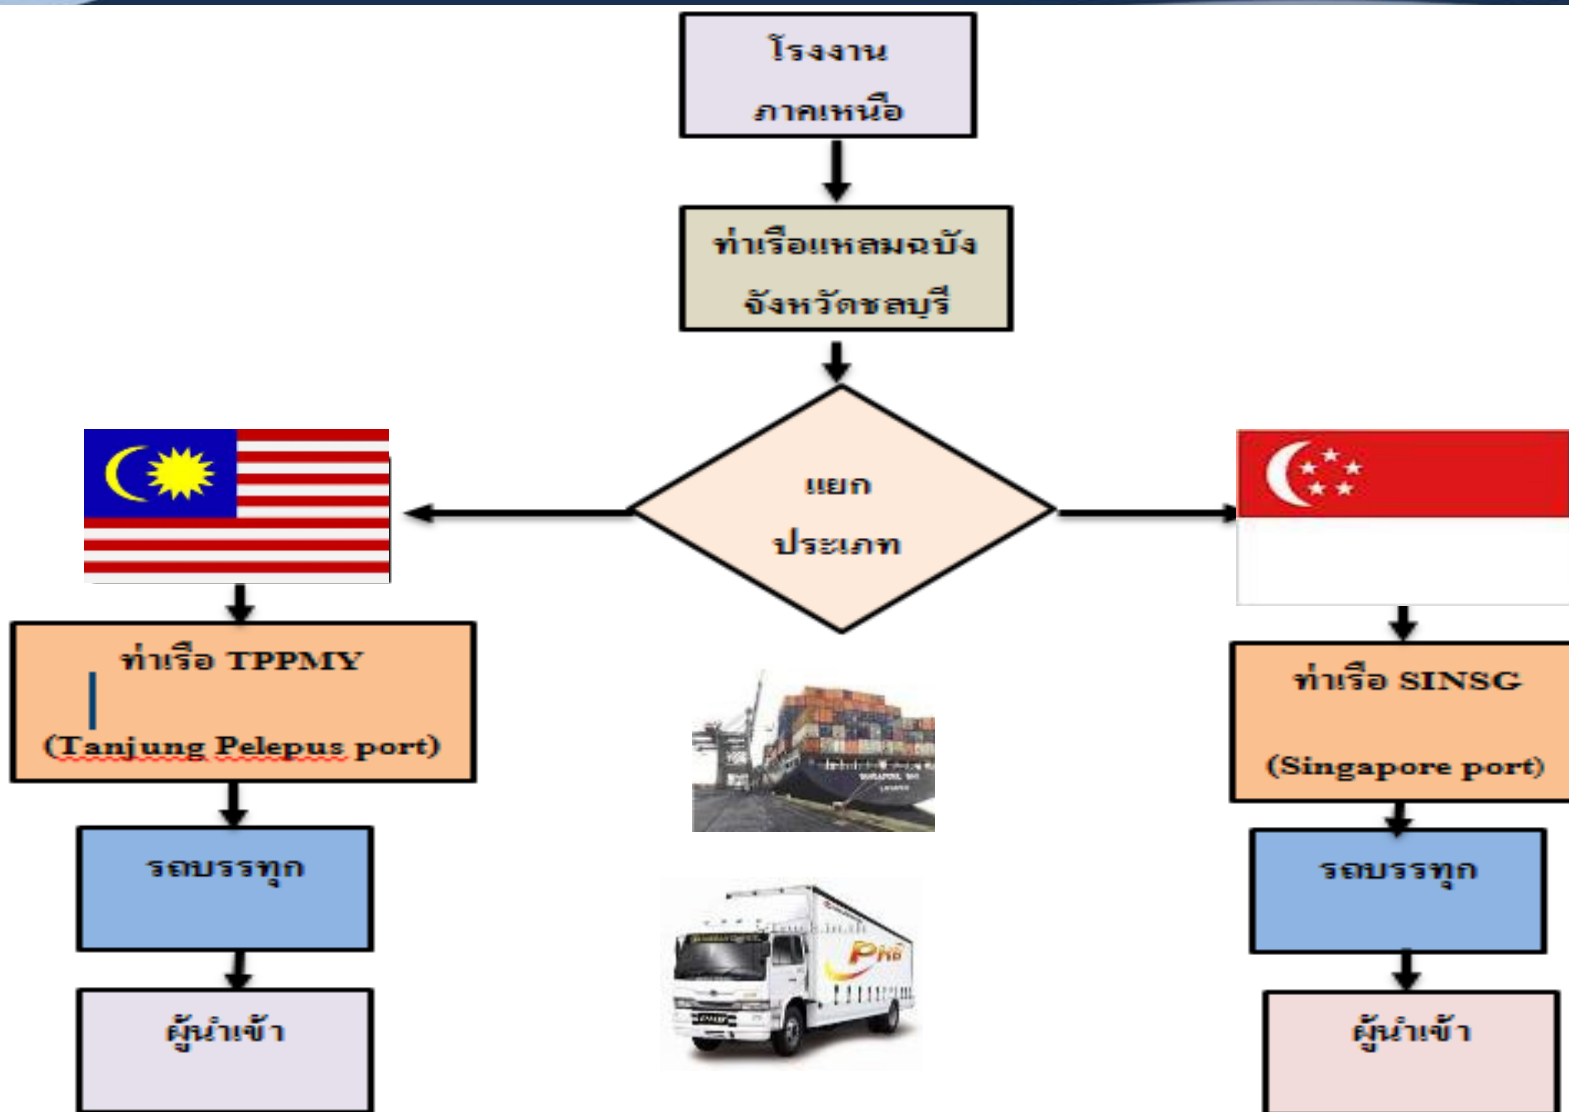 โรงงาน
ภาคเหนือ
ท่าเรือแหลมฉบัง
จังหวัดชลบุรี
แยก
ประเภท
ท่าเรือ TPPMY
(Tanjung Pelepus port)
ท่าเรือ SINSG
(Singapore port)
รถบรรทุก
รถบรรทุก
PHB
ผู้นำเข้า
ผู้นำเข้า